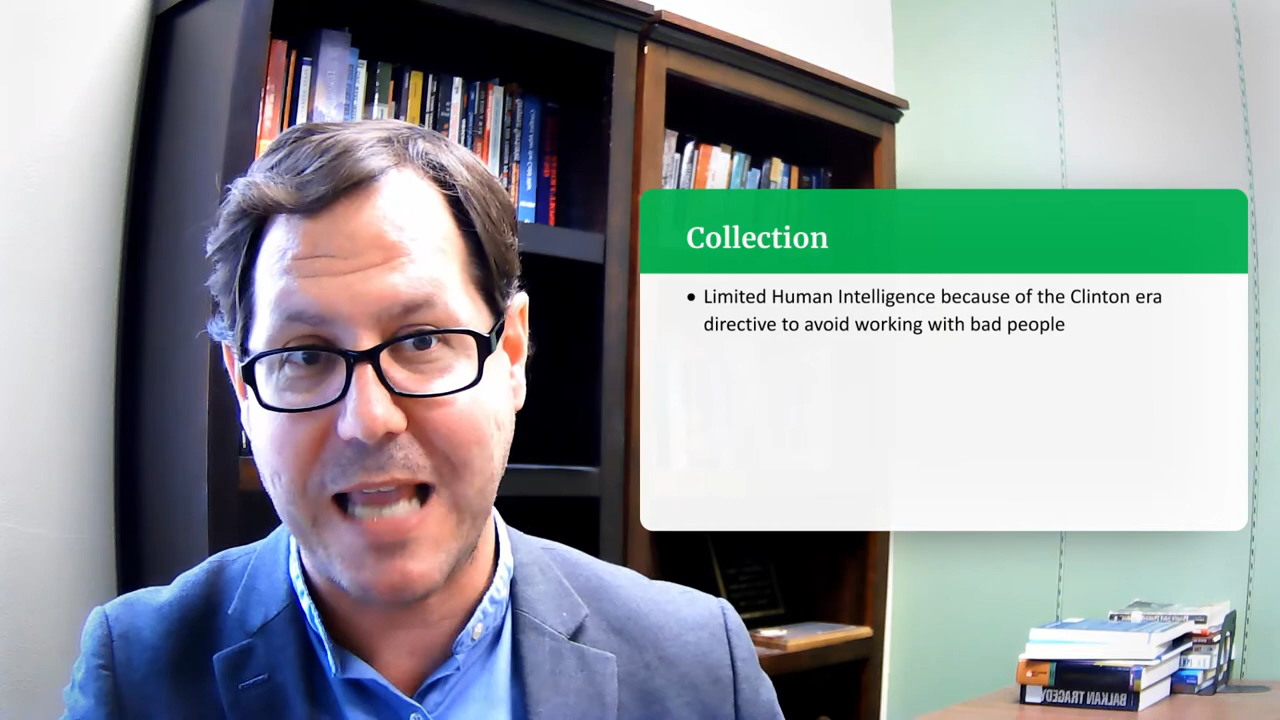 Collection
• Limited Human Intelligence because of the Clinton era
directive to avoid working with bad people
BALKAN TRAGEDY